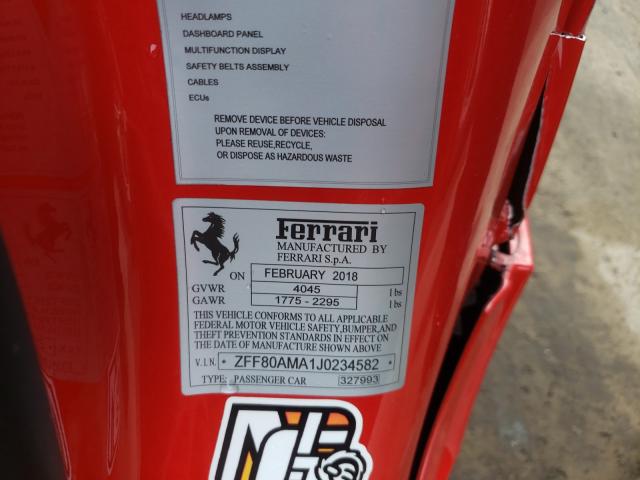 HEADLAMPS
DASHBOARD PANEL
MULTIFUNCTION DISPLAY
SAFETY BELTS ASSEMBLY
CABLES
ECUs
REMOVE DEVICE BEFORE VEHICLE DISPOSAL
UPON REMOVAL OF DEVICES:
PLEASE REUSE,RECYCLE,
OR DISPOSE AS HAZARDOUS WASTE
Ferrari
MANUFACTURED BY
FERRARI S.p.A.
ON FEBRUARY 2018
GVWR 4045 lbs
GAWR 1775 - 2295 lbs
THIS VEHICLE CONFORMS TO ALL APPLICABLE
FEDERAL MOTOR VEHICLE SAFETY,BUMPER,AND
THEFT PREVENTION STANDARDS IN EFFECT ON
THE DATE OF MANUFACTURE SHOWN ABOVE
V.I.N. ZFF80AMA1J0234582
TYPE: PASSENGER CAR 327993